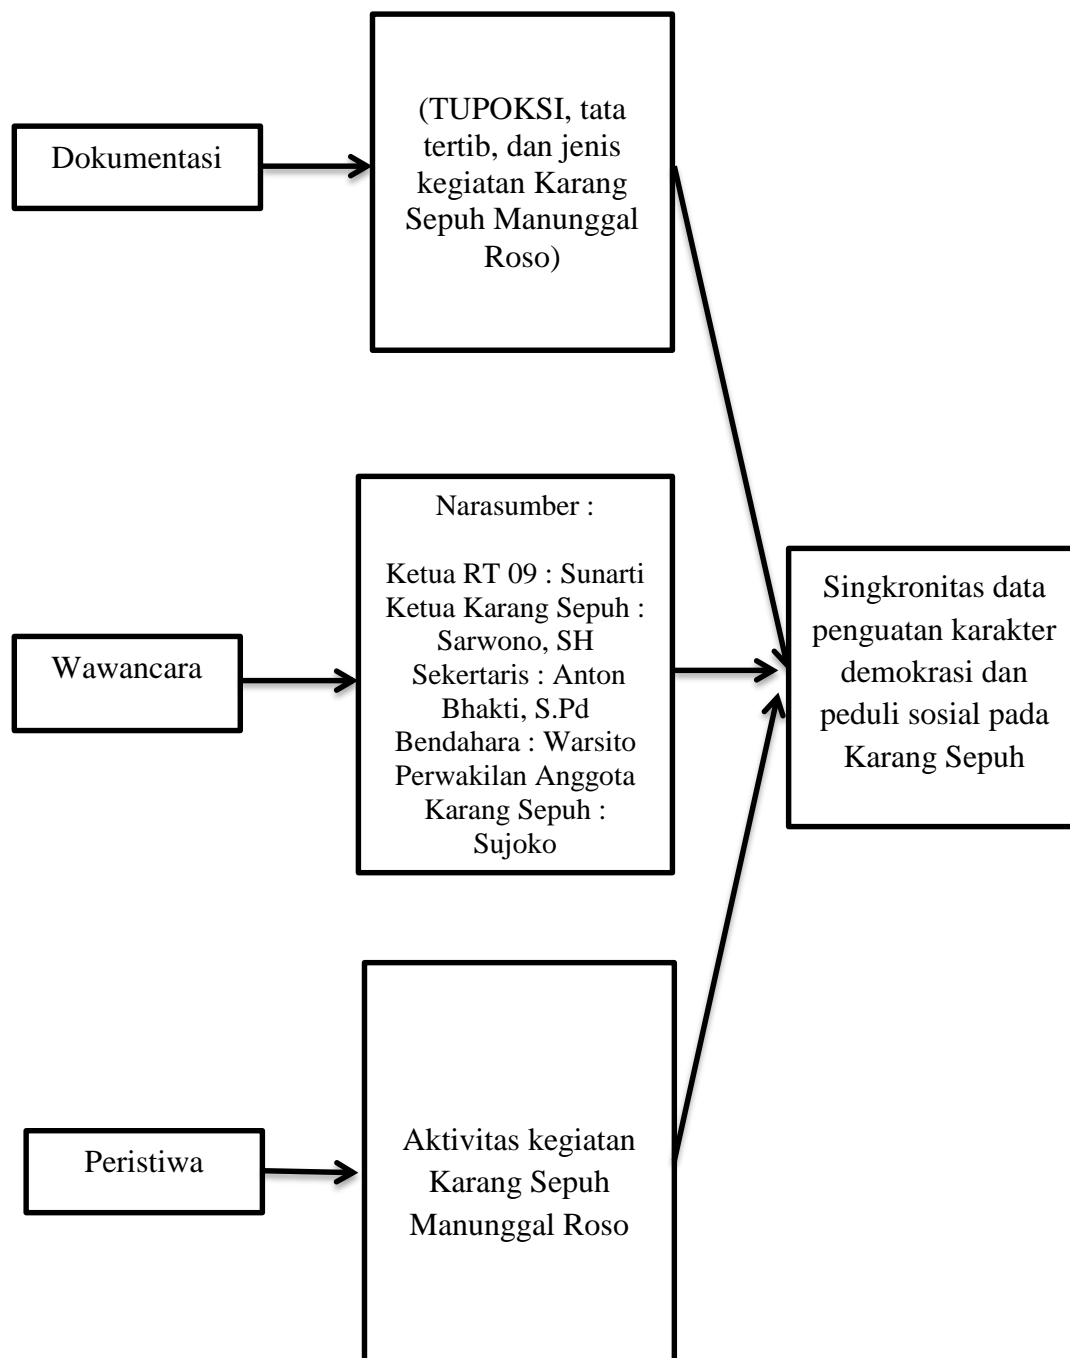 Dokumentasi
(TUPOKSI, tata
tertib, dan jenis
kegiatan Karang
Sepuh Manunggal
Roso)
Wawancara
Narasumber :
Ketua RT 09 : Sunarti
Ketua Karang Sepuh :
Sarwono, SH
Sekertaris : Anton
Bhakti, S.Pd
Bendahara : Warsito
Perwakilan Anggota
Karang Sepuh :
Sujoko
Singkronitas data
penguatan karakter
demokrasi dan
peduli sosial pada
Karang Sepuh
Peristiwa
Aktivitas kegiatan
Karang Sepuh
Manunggal Roso